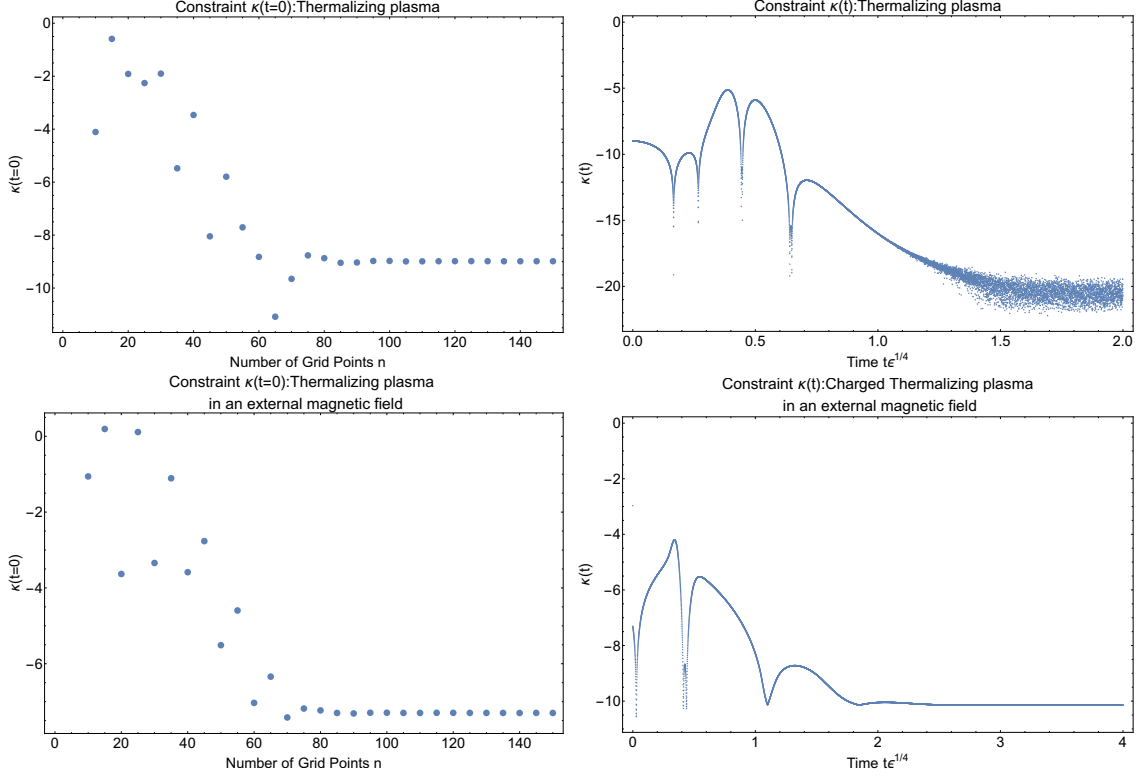 Constraint κ(t=0):Thermalizing plasma
0
−2
−4
−6
−8
−10
κ(t=0)
0 20 40 60 80 100 120 140
Number of Grid Points n
Constraint κ(t):Thermalizing plasma
0
−5
−10
−15
−20
κ(t)
0.0 0.5 1.0 1.5 2.0
Time tϵ^1/4
Constraint κ(t=0):Thermalizing plasma
in an external magnetic field
0
−2
−4
−6
κ(t=0)
0 20 40 60 80 100 120 140
Number of Grid Points n
Constraint κ(t):Charged Thermalizing plasma
in an external magnetic field
0
−2
−4
−6
−8
−10
κ(t)
0 1 2 3 4
Time tϵ^1/4